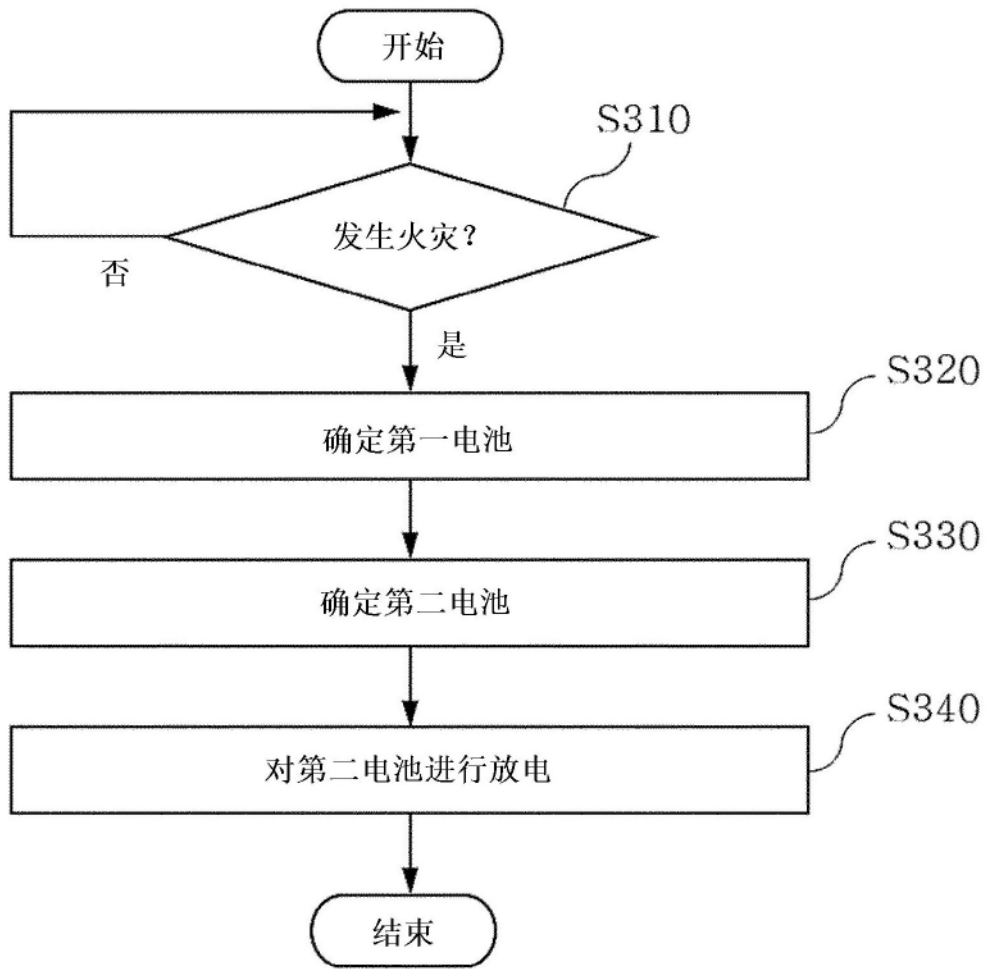 开始
S310
发生火灾?
否
是
S320
确定第一电池
S330
确定第二电池
S340
对第二电池进行放电
结束